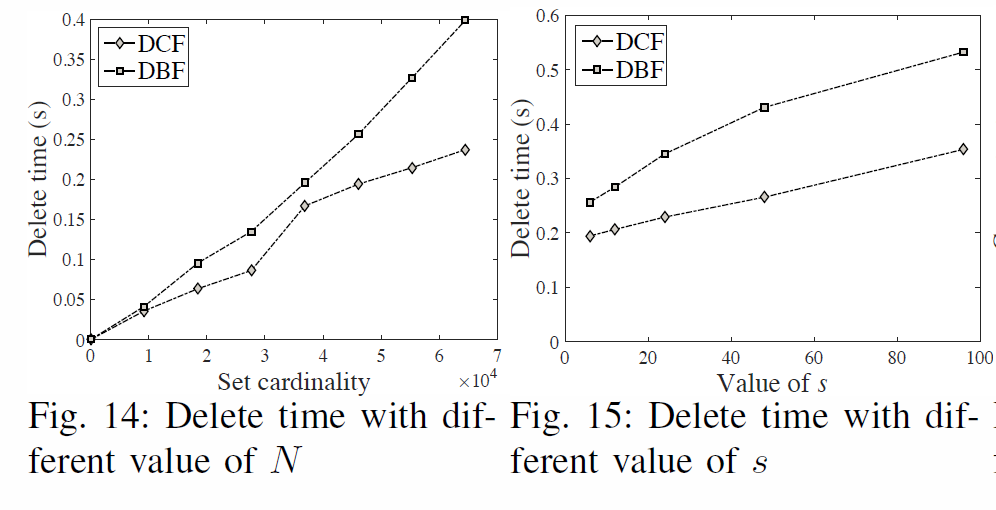 0.4
0.35
0.3
0.25
0.2
0.15
0.1
0.05
0
Delete time (s)
DCF
DBF
0 1 2 3 4 5 6 7
×10⁴
Set cardinality
Fig. 14: Delete time with dif-
ferent value of N
0.6
0.5
0.4
0.3
0.2
0.1
0
Delete time (s)
DCF
DBF
0 20 40 60 80 100
Value of s
Fig. 15: Delete time with dif-
ferent value of s